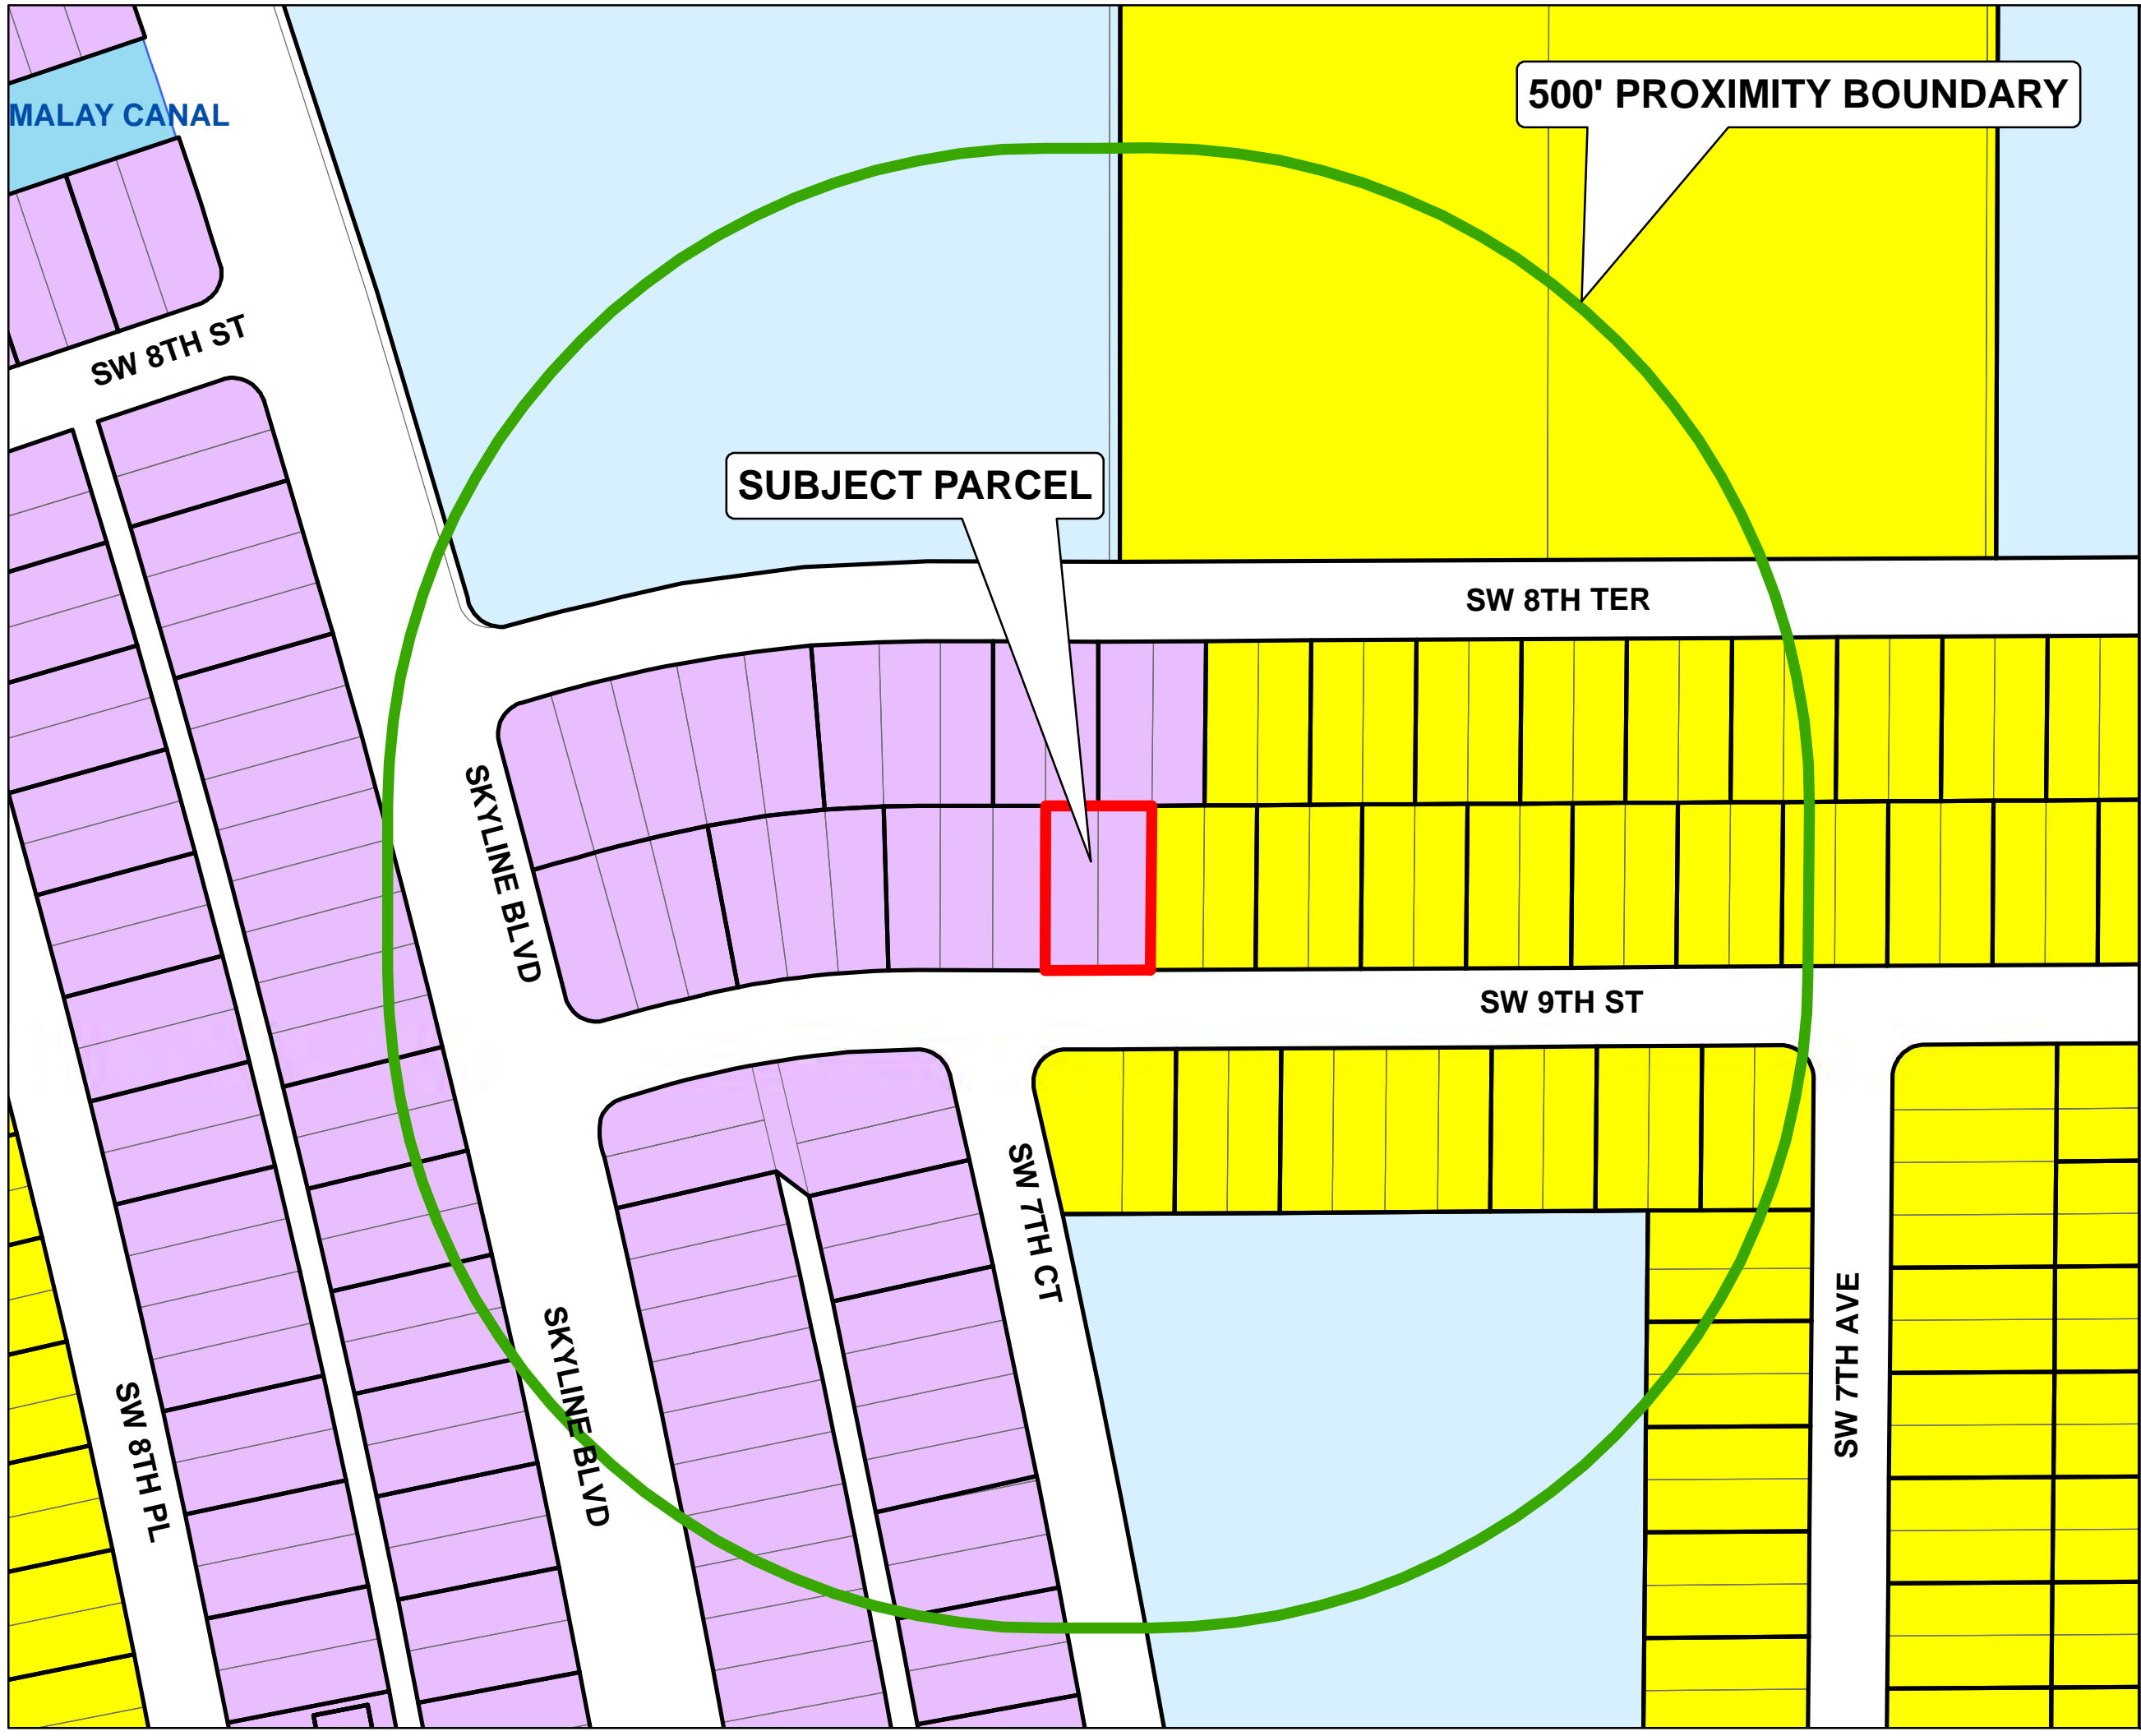 500' PROXIMITY BOUNDARY
MALAY CANAL
SW 8TH ST
SUBJECT PARCEL
SW 8TH TER
SKYLINE BLVD
SW 9TH ST
SW 7TH CT
SW 7TH AVE
SKYLINE BLVD
SW 8TH PL